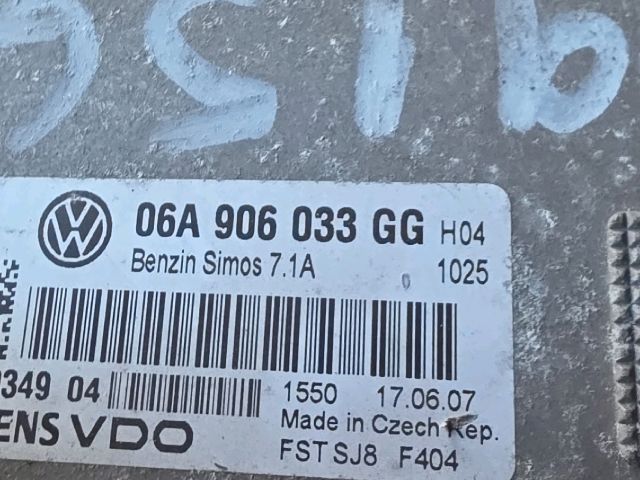 06A 906 033 GG H04
Benzin Simos 7.1A 1025
349 04 1550 17.06.07
Made in Czech Rep.
ENS VDO FST SJ8 F404